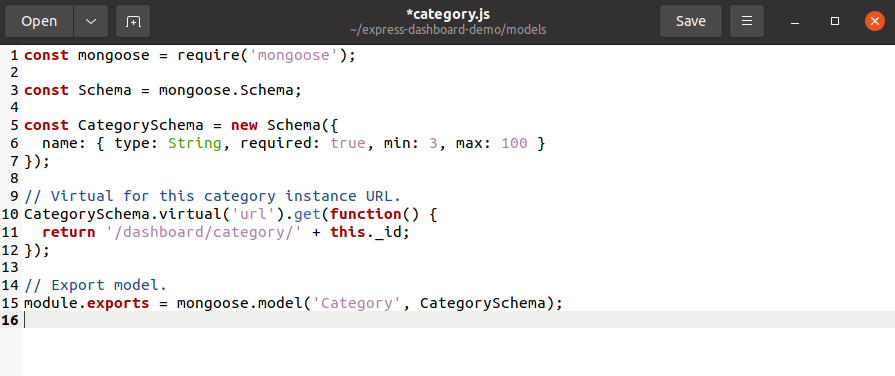 Open
*category.js
~/express-dashboard-demo/models
Save
1 const mongoose = require('mongoose');
2
3 const Schema = mongoose.Schema;
4
5 const CategorySchema = new Schema({
6   name: { type: String, required: true, min: 3, max: 100 }
7 });
8
9 // Virtual for this category instance URL.
10 CategorySchema.virtual('url').get(function() {
11   return '/dashboard/category/' + this._id;
12 });
13
14 // Export model.
15 module.exports = mongoose.model('Category', CategorySchema);
16